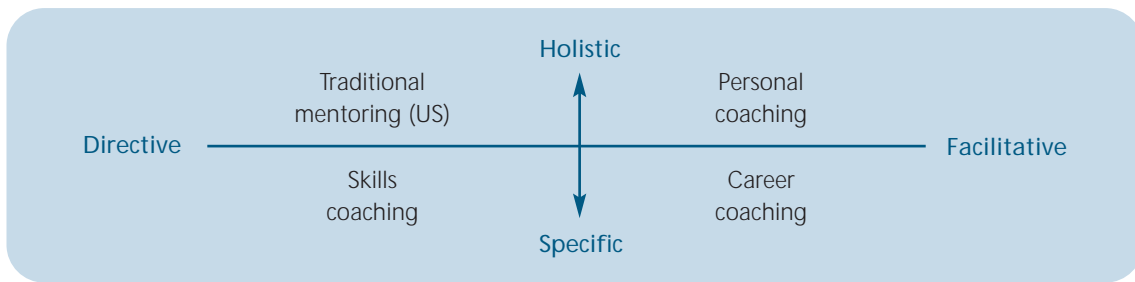 Holistic
Traditional
mentoring (US)
Personal
coaching
Directive
Facilitative
Skills
coaching
Career
coaching
Specific